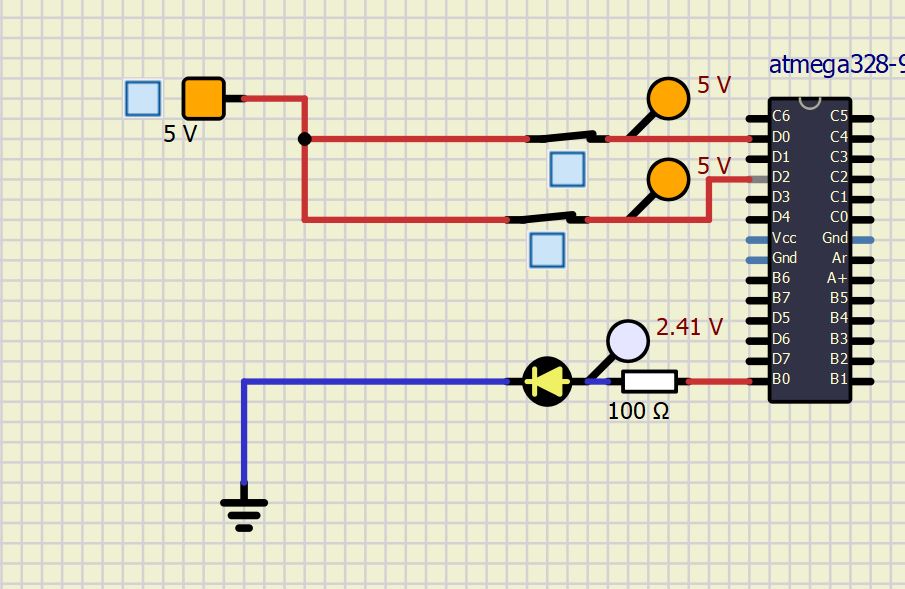 atmega328-9
5 V
5 V
5 V
C6 C5
D0 C4
D1 C3
D2 C2
D3 C1
D4 C0
Vcc Gnd
Gnd Ar
B6 A+
B7 B5
D5 B4
D6 B3
D7 B2
B0 B1
2.41 V
100 Ω